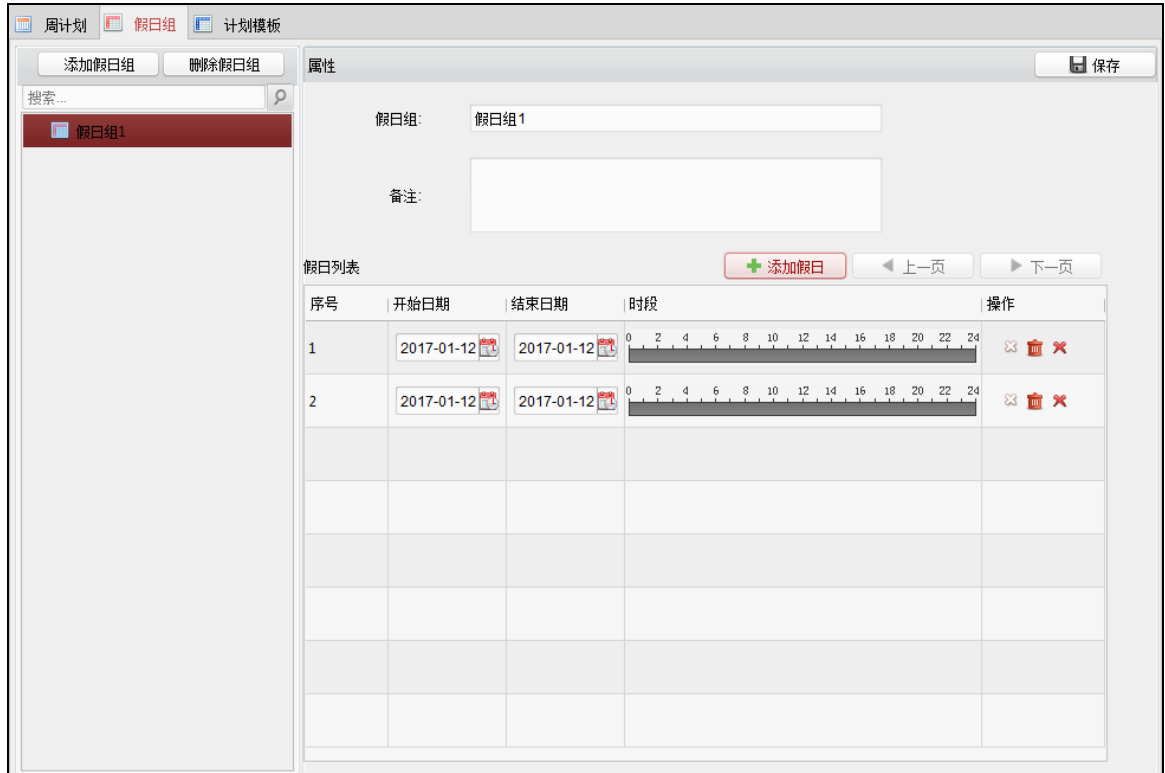 周计划 假日组 计划模板
添加假日组 删除假日组 属性 保存
搜索...
假日组1
假日组: 假日组1
备注:
假日列表 添加假日 上一页 下一页
序号 开始日期 结束日期 时段 操作
0 2 4 6 8 10 12 14 16 18 20 22 24
1 2017-01-12 2017-01-12
0 2 4 6 8 10 12 14 16 18 20 22 24
2 2017-01-12 2017-01-12